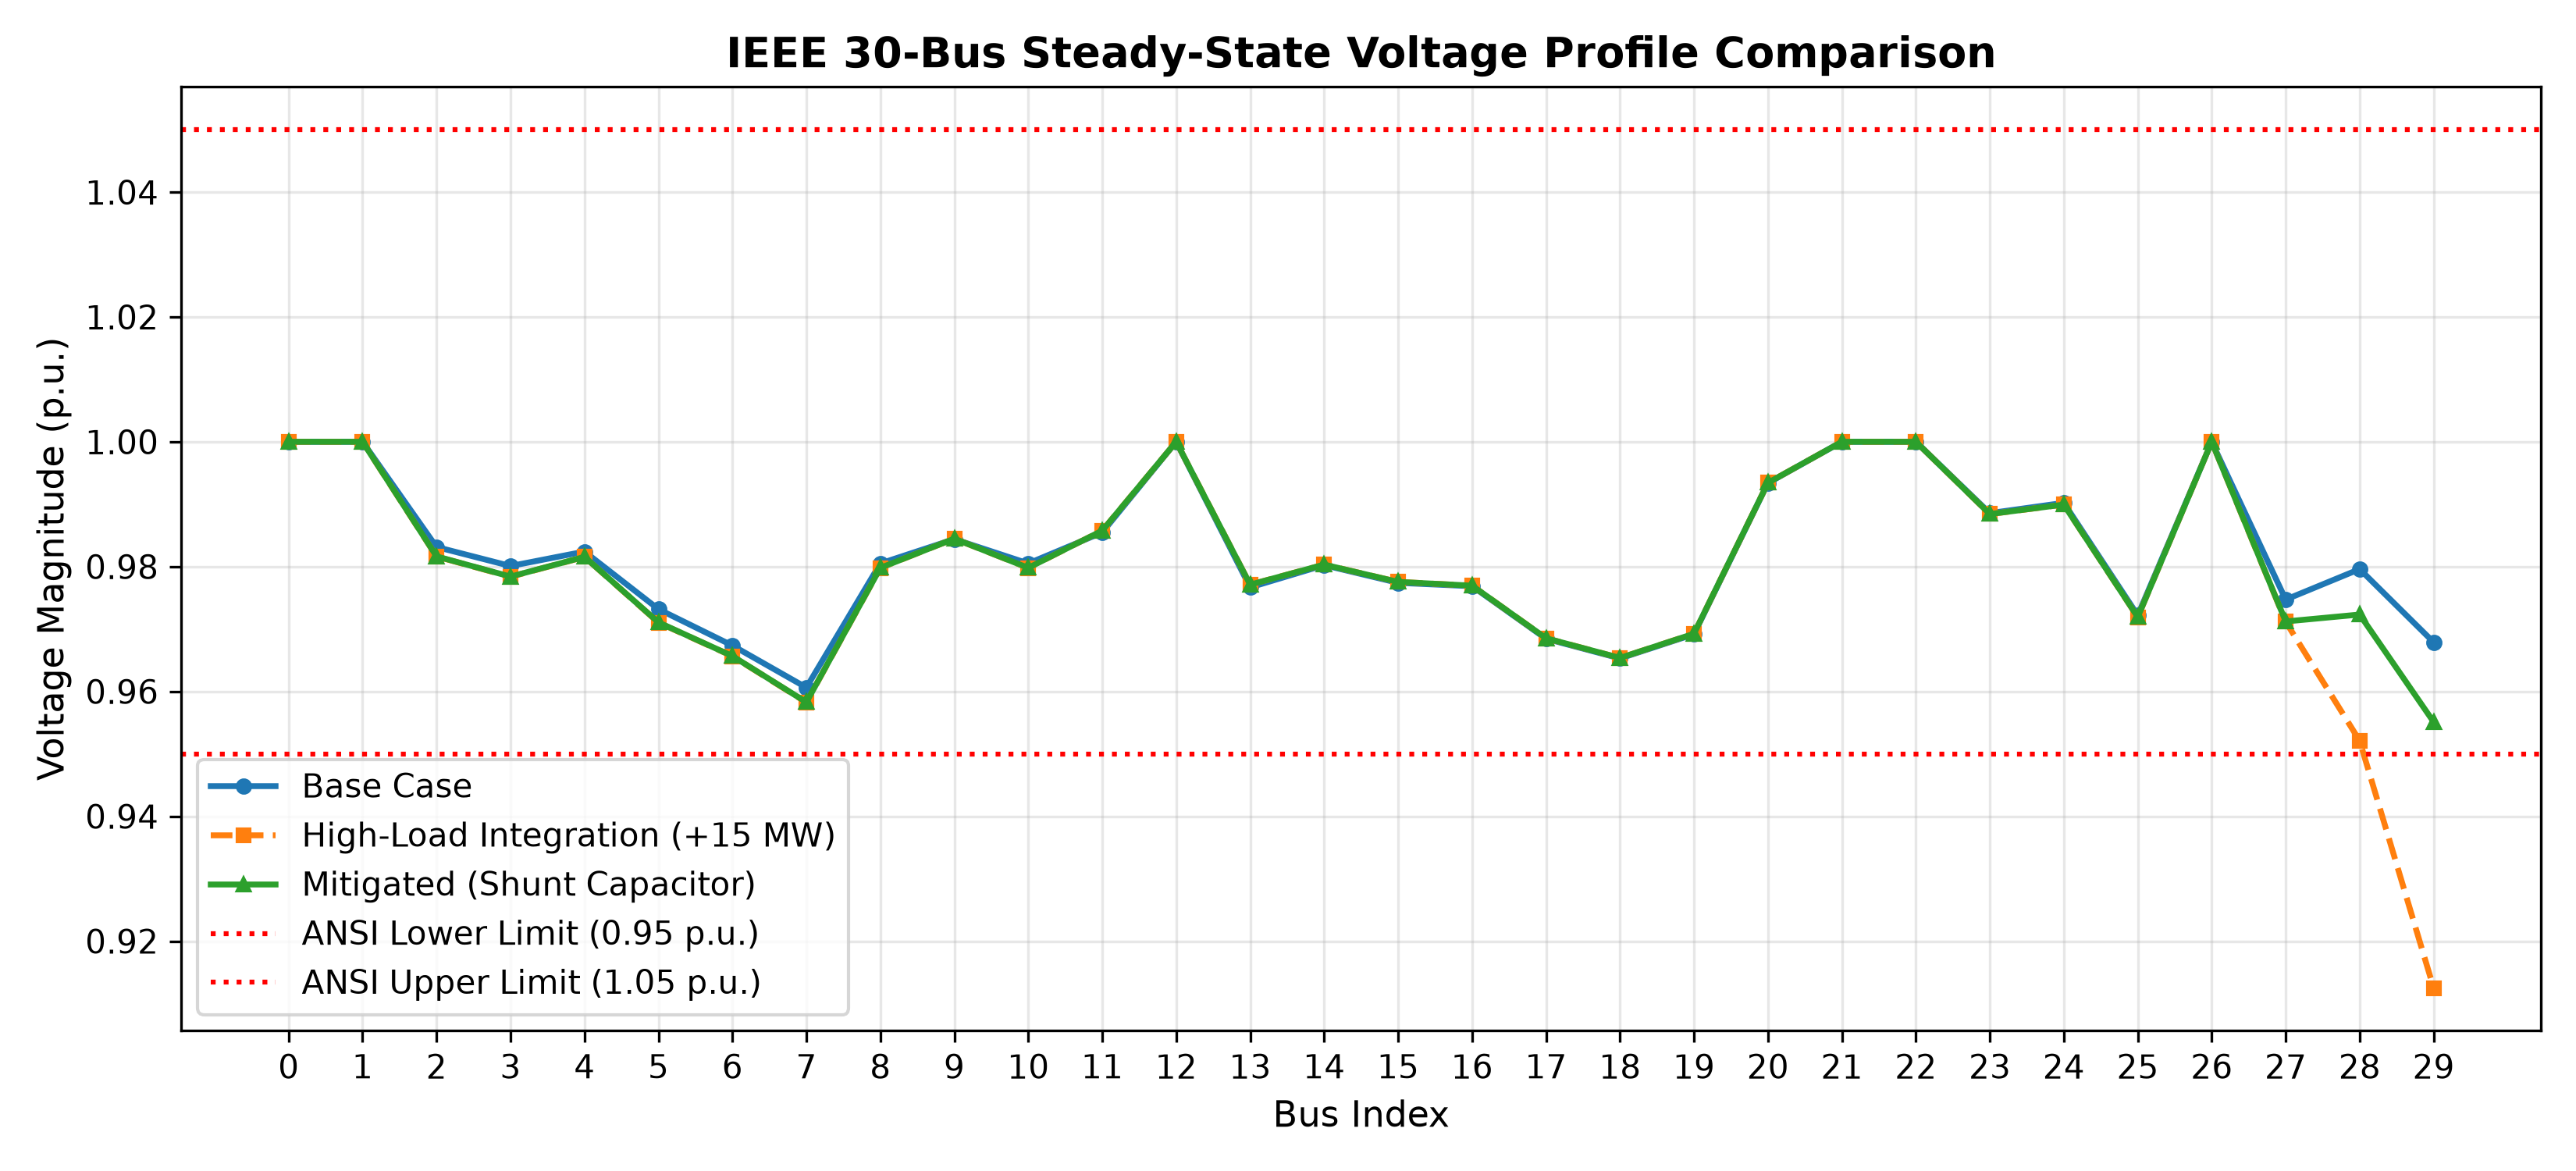 IEEE 30-Bus Steady-State Voltage Profile Comparison
Voltage Magnitude (p.u.)
1.04
1.02
1.00
0.98
0.96
0.94
0.92
Base Case
High-Load Integration (+15 MW)
Mitigated (Shunt Capacitor)
ANSI Lower Limit (0.95 p.u.)
ANSI Upper Limit (1.05 p.u.)
0 1 2 3 4 5 6 7 8 9 10 11 12 13 14 15 16 17 18 19 20 21 22 23 24 25 26 27 28 29
Bus Index